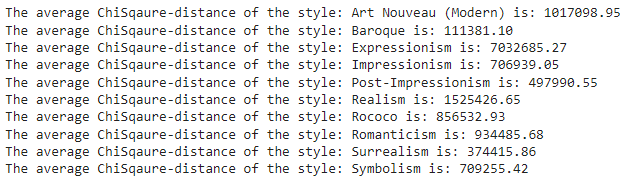 The average ChiSqaure-distance of the style: Art Nouveau (Modern) is: 1017098.95
The average ChiSqaure-distance of the style: Baroque is: 111381.10
The average ChiSqaure-distance of the style: Expressionism is: 7032685.27
The average ChiSqaure-distance of the style: Impressionism is: 706939.05
The average ChiSqaure-distance of the style: Post-Impressionism is: 497990.55
The average ChiSqaure-distance of the style: Realism is: 1525426.65
The average ChiSqaure-distance of the style: Rococo is: 856532.93
The average ChiSqaure-distance of the style: Romanticism is: 934485.68
The average ChiSqaure-distance of the style: Surrealism is: 374415.86
The average ChiSqaure-distance of the style: Symbolism is: 709255.42